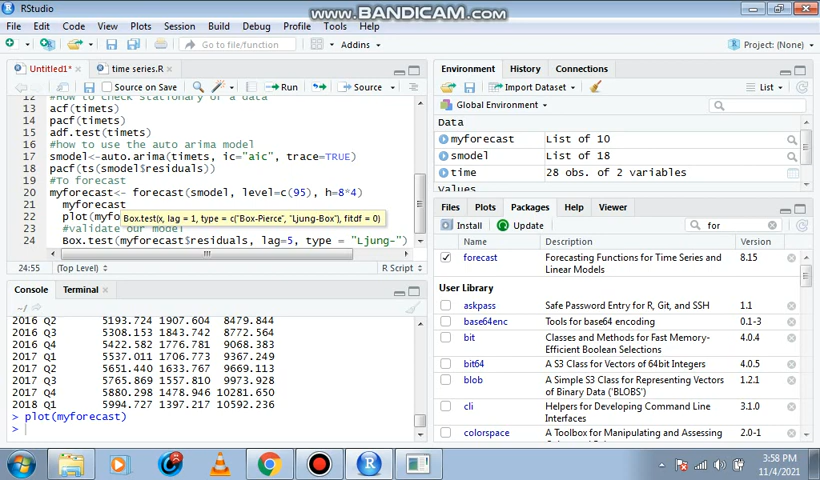 RStudio
www.BANDICAM.com
File Edit Code View Plots Session Build Debug Profile Tools Help
Go to file/function Addins Project: (None)
Untitled1* time series.R
Source on Save Run Source
12 #How to check stationary of a data
13 acf(timets)
14 pacf(timets)
15 adf.test(timets)
16 #how to use the auto arima model
17 smodel<-auto.arima(timets, ic="aic", trace=TRUE)
18 pacf(ts(smodel$residuals))
19 #To forecast
20 myforecast<- forecast(smodel, level=c(95), h=8*4)
21 myforecast
22 plot(myfo
Box.test(x, lag = 1, type = c("Box-Pierce", "Ljung-Box"), fitdf = 0)
#validate our model
24 Box.test(myforecast$residuals, lag=5, type = "Ljung-")
24:55 (Top Level) R Script
Console Terminal
~/
2016 Q2 5193.724 1907.604 8479.844
2016 Q3 5308.153 1843.742 8772.564
2016 Q4 5422.582 1776.781 9068.383
2017 Q1 5537.011 1706.773 9367.249
2017 Q2 5651.440 1633.767 9669.113
2017 Q3 5765.869 1557.810 9973.928
2017 Q4 5880.298 1478.946 10281.650
2018 Q1 5994.727 1397.217 10592.236
> plot(myforecast)
>
Environment History Connections
Import Dataset List
Global Environment
Data
myforecast List of 10
smodel List of 18
time 28 obs. of 2 variables
values
Files Plots Packages Help Viewer
Install Update for
Name Description Version
forecast Forecasting Functions for Time Series and Linear Models 8.15
User Library
askpass Safe Password Entry for R, Git, and SSH 1.1
base64enc Tools for base64 encoding 0.1-3
bit Classes and Methods for Fast Memory-Efficient Boolean Selections 4.0.4
bit64 A S3 Class for Vectors of 64bit Integers 4.0.5
blob A Simple S3 Class for Representing Vectors of Binary Data ('BLOBS') 1.2.1
cli Helpers for Developing Command Line Interfaces 3.1.0
colorspace A Toolbox for Manipulating and Assessing 2.0-1
3:58 PM
11/4/2021